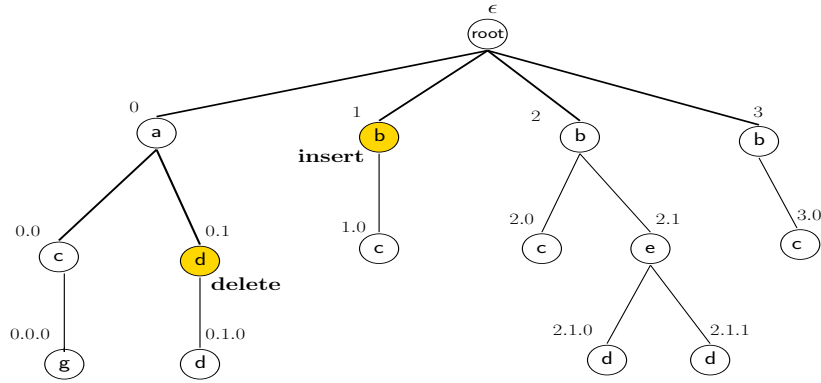 ϵ
root
0 1 2 3
a b b b
insert
0.0 0.1 1.0 2.0 2.1 3.0
c d c c e c
delete
0.0.0 0.1.0 2.1.0 2.1.1
g d d d